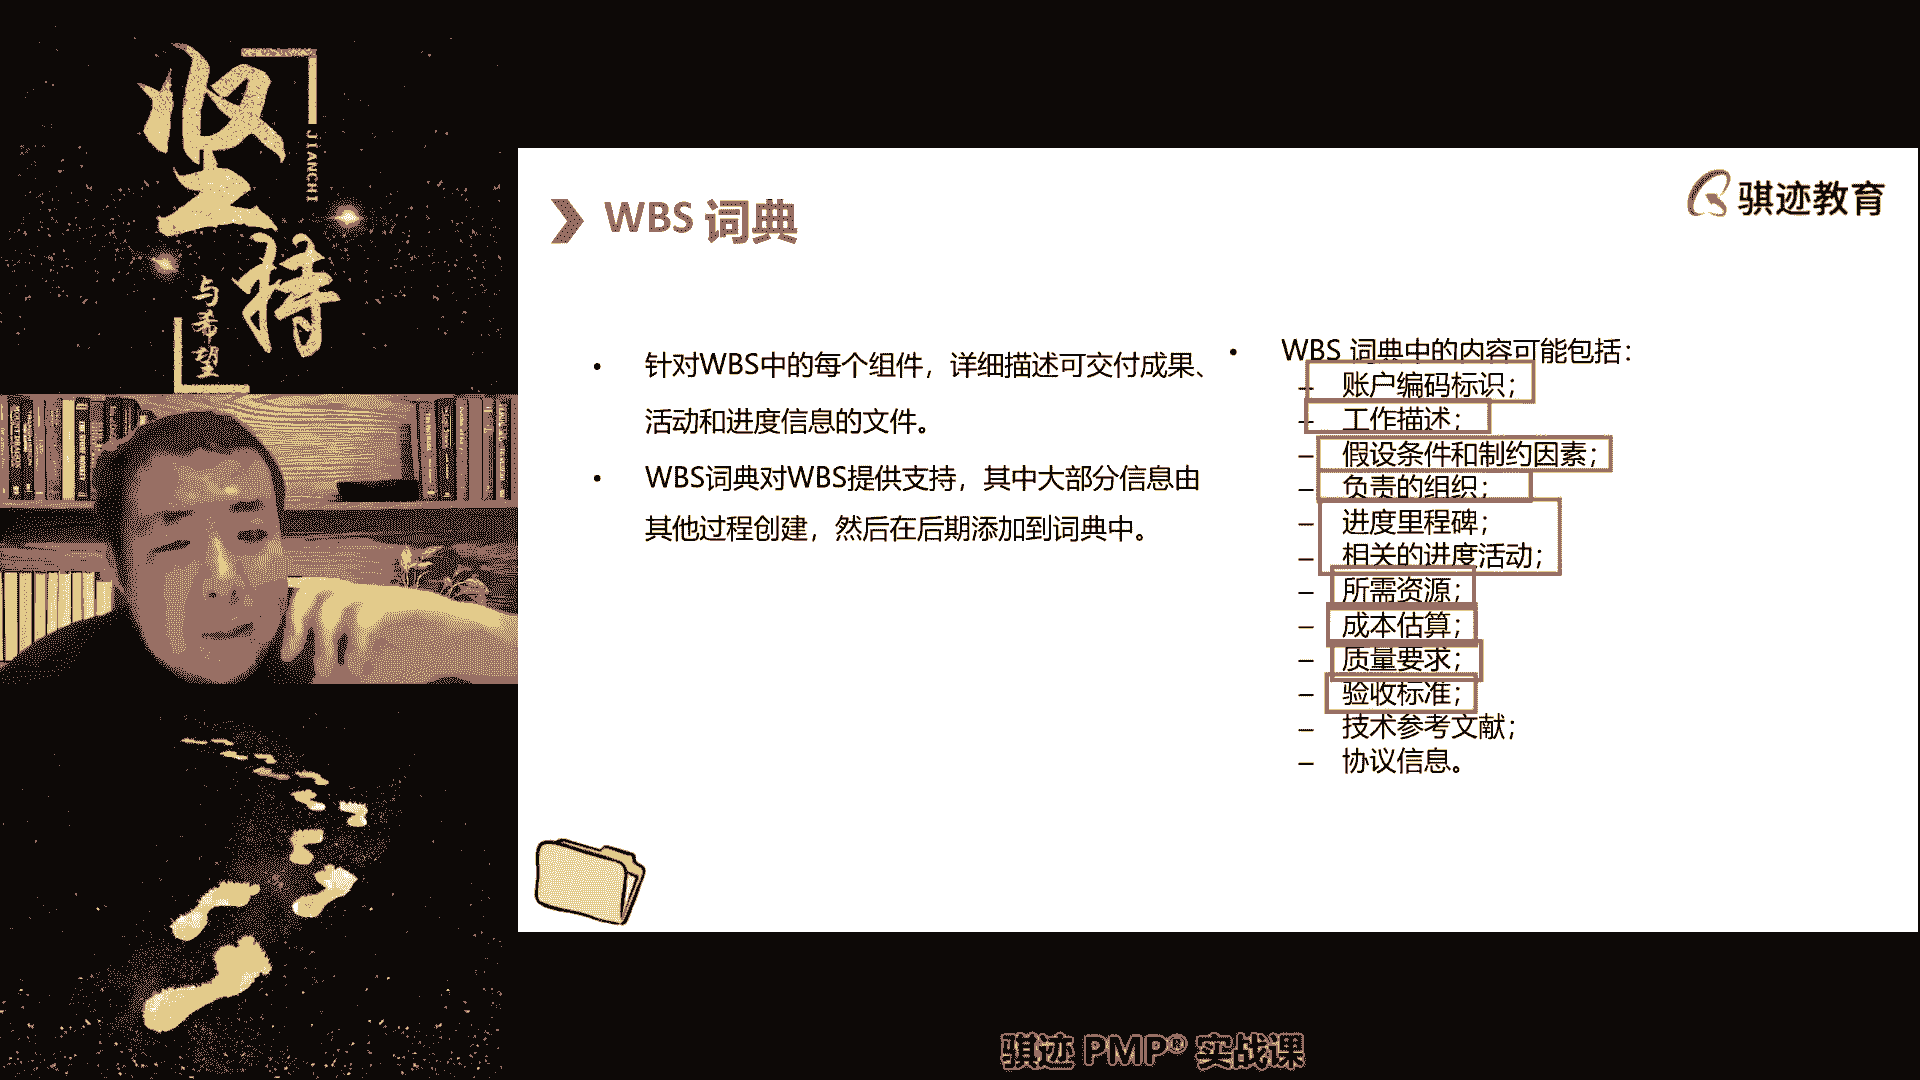 坚持
JIANCHI
与希望
骐迹教育
WBS 词典
针对WBS中的每个组件，详细描述可交付成果、
活动和进度信息的文件。
WBS词典对WBS提供支持，其中大部分信息由
其他过程创建，然后在后期添加到词典中。
WBS 词典中的内容可能包括：
账户编码标识；
工作描述；
假设条件和制约因素；
负责的组织；
进度里程碑；
相关的进度活动；
所需资源；
成本估算；
质量要求；
验收标准；
技术参考文献；
协议信息。
骐迹 PMP® 实战课